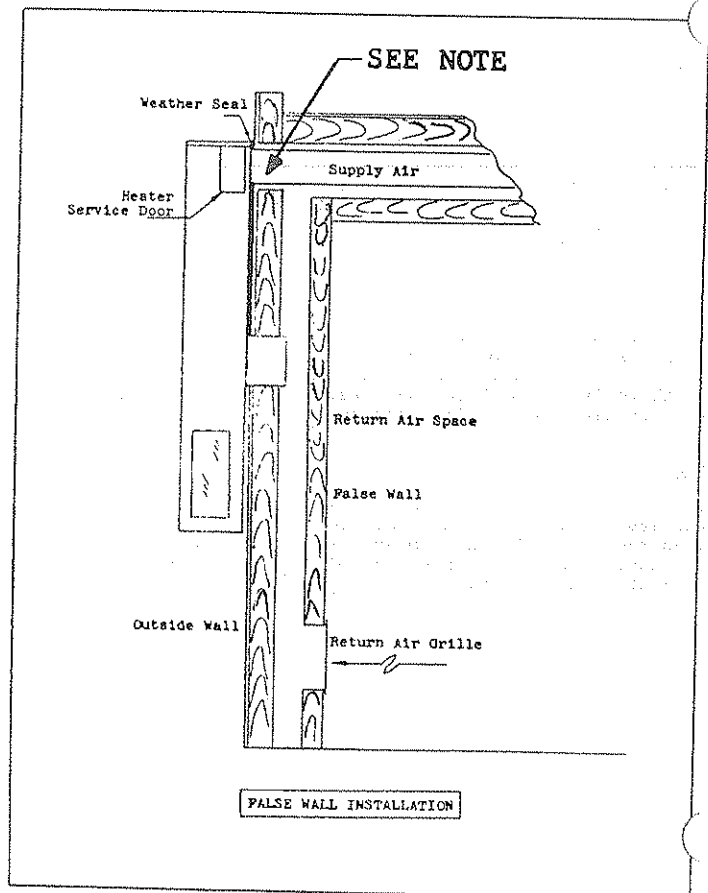 SEE NOTE
Weather Seal
Supply Air
Heater
Service Door
Return Air Space
False Wall
Outside Wall
Return Air Grille
FALSE WALL INSTALLATION